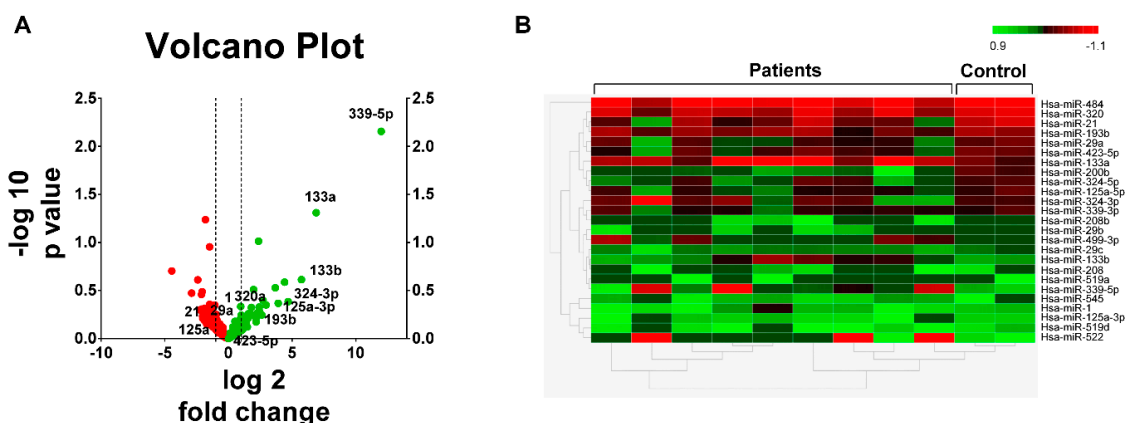 A
Volcano Plot
-log 10
p value
2.5
2.0
1.5
1.0
0.5
0.0
2.5
2.0
1.5
1.0
0.5
0.0
339-5p
133a
133b
1
320a
324-3p
21
29a
125a-3p
193b
125a
423-5p
-10
-5
0
5
10
log 2
fold change
B
0.9
-1.1
Patients
Control
Hsa-miR-484
Hsa-miR-320
Hsa-miR-21
Hsa-miR-193b
Hsa-miR-29a
Hsa-miR-423-5p
Hsa-miR-133a
Hsa-miR-200b
Hsa-miR-324-5p
Hsa-miR-125a-5p
Hsa-miR-324-3p
Hsa-miR-339-3p
Hsa-miR-208b
Hsa-miR-29b
Hsa-miR-499-3p
Hsa-miR-29c
Hsa-miR-133b
Hsa-miR-208
Hsa-miR-519a
Hsa-miR-339-5p
Hsa-miR-545
Hsa-miR-1
Hsa-miR-125a-3p
Hsa-miR-519d
Hsa-miR-522